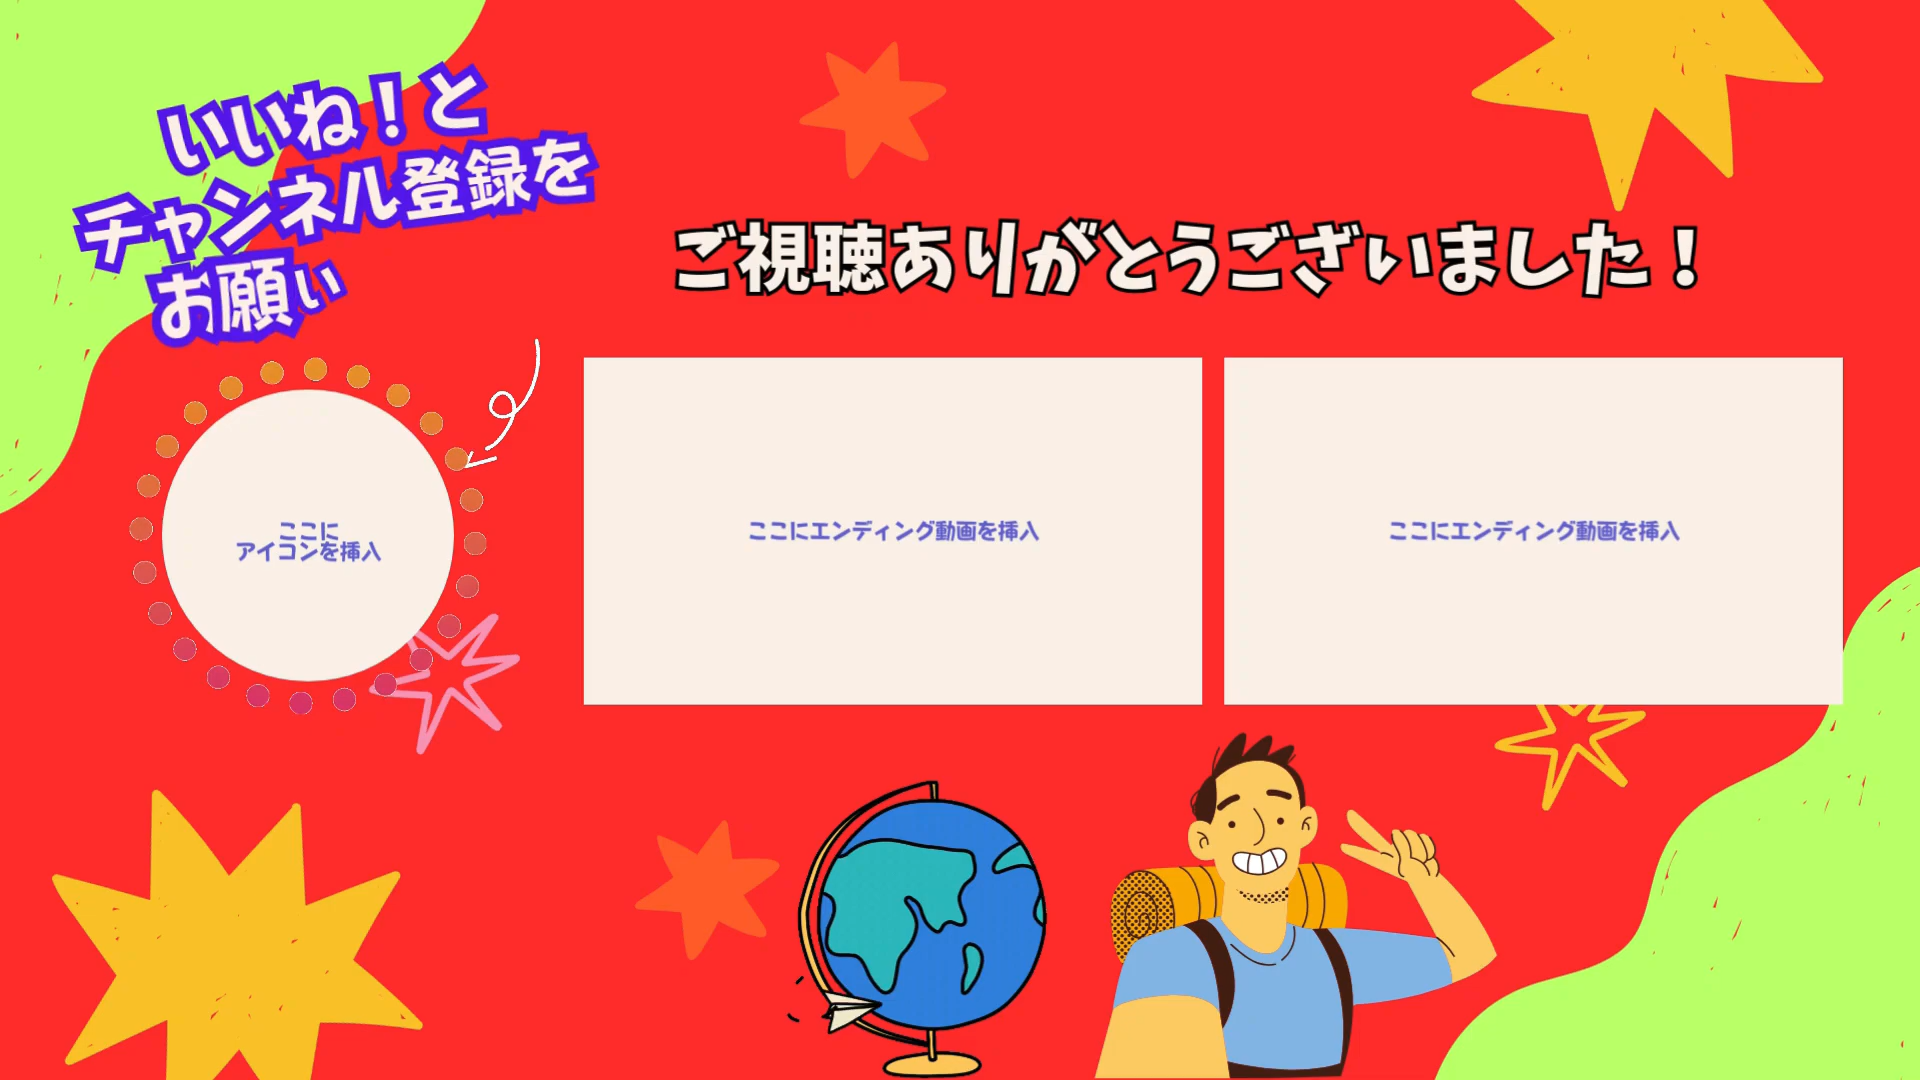 いいね！と
チャンネル登録を
お願い
ご視聴ありがとうございました！
ここに
アイコンを挿入
ここにエンディング動画を挿入
ここにエンディング動画を挿入